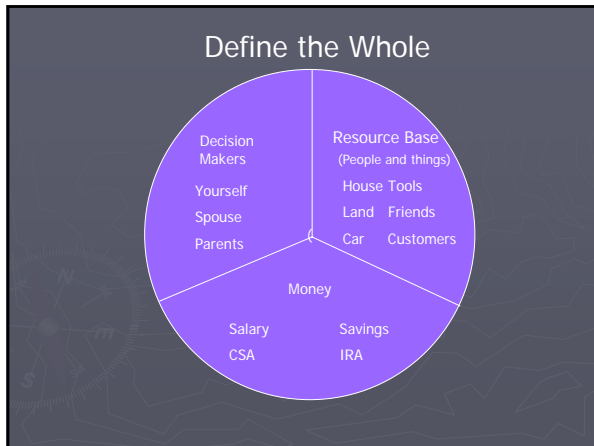 Define the Whole
Decision
Makers
Yourself
Spouse
Parents
Resource Base
(People and things)
House Tools
Land Friends
Car Customers
Money
Salary Savings
CSA IRA
N
m
S